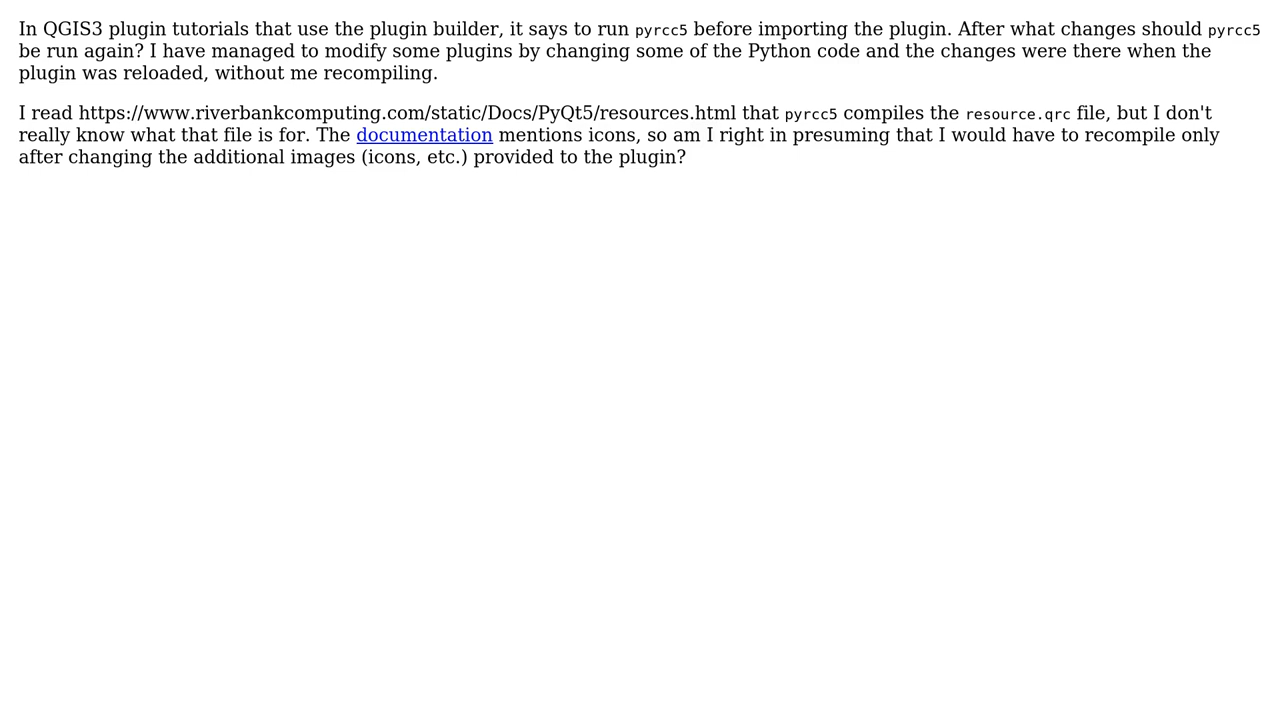 In QGIS3 plugin tutorials that use the plugin builder, it says to run pyrcc5 before importing the plugin. After what changes should pyrcc5
be run again? I have managed to modify some plugins by changing some of the Python code and the changes were there when the
plugin was reloaded, without me recompiling.
I read https://www.riverbankcomputing.com/static/Docs/PyQt5/resources.html that pyrcc5 compiles the resource.qrc file, but I don't
really know what that file is for. The documentation mentions icons, so am I right in presuming that I would have to recompile only
after changing the additional images (icons, etc.) provided to the plugin?